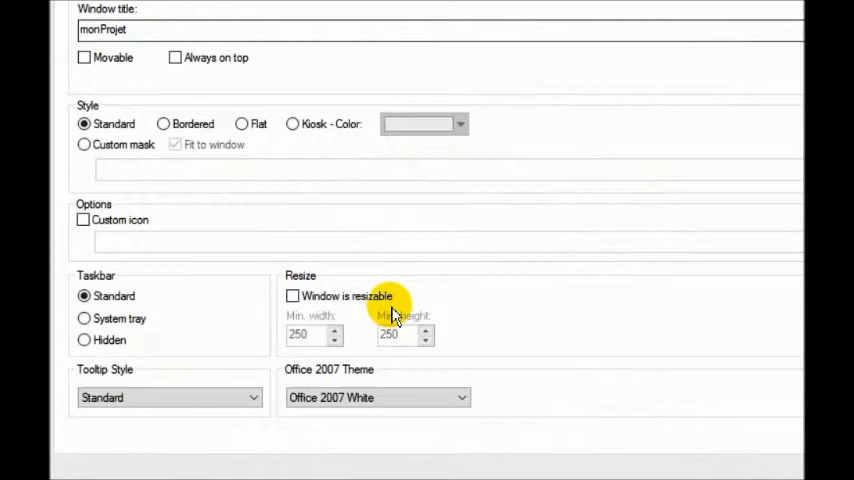 Window title:
monProjet
Movable Always on top
Style
Standard Bordered Flat Kiosk - Color:
Custom mask Fit to window
Options
Custom icon
Taskbar Resize
Standard Window is resizable
Min. width: Min. height:
System tray
250 250
Hidden
Tooltip Style Office 2007 Theme
Standard Office 2007 White